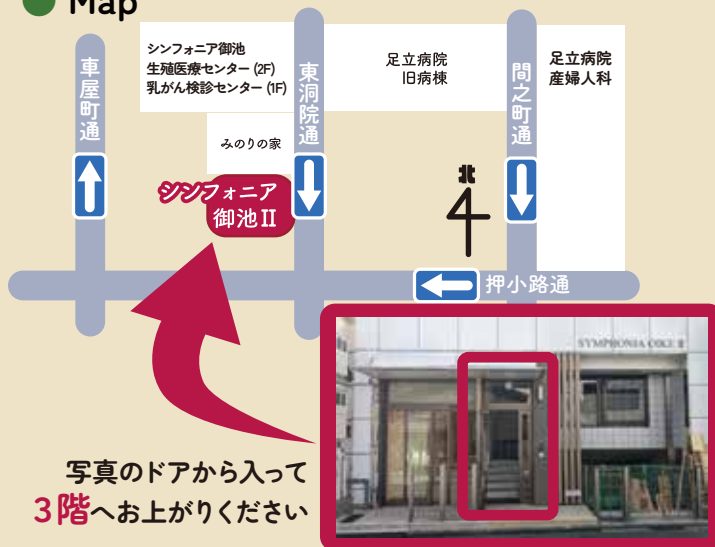 Map
シンフォニア御池
生殖医療センター (2F)
乳がん検診センター (1F)
足立病院
旧病棟
足立病院
産婦人科
車屋町通
東洞院通
間之町通
みのりの家
シンフォニア
御池II
北
押小路通
SYMPHONIA OIKE II
写真のドアから入って
3階へお上がりください